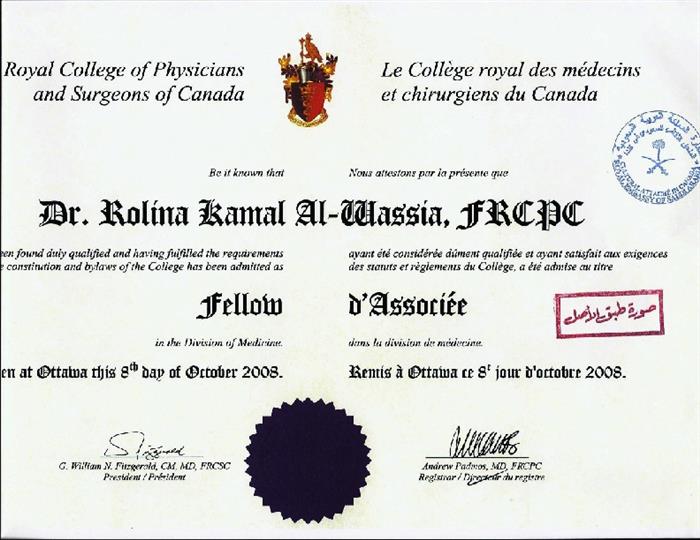 Royal College of Physicians
and Surgeons of Canada
Le Collège royal des médecins
et chirurgiens du Canada
Be it known that
Nous attestons par la présente que
Dr. Rolina Kamal Al-Wassia, FRCPC
en found duly qualified and having fulfilled the requirements
e constitution and bylaws of the College has been admitted as
ayant été considérée dûment qualifiée et ayant satisfait aux exigences
des statuts et règlements du Collège, a été admise au titre
Fellow
d'Associée
صورة طبق الأصل
in the Division of Medicine.
dans la division de médecine.
en at Ottawa this 8th day of October 2008.
Remis à Ottawa ce 8e jour d'octobre 2008.
G. William N. Fitzgerald, CM, MD, FRCSC
President / Président
Andrew Padmos, MD, FRCPC
Registrar / Directeur du registre